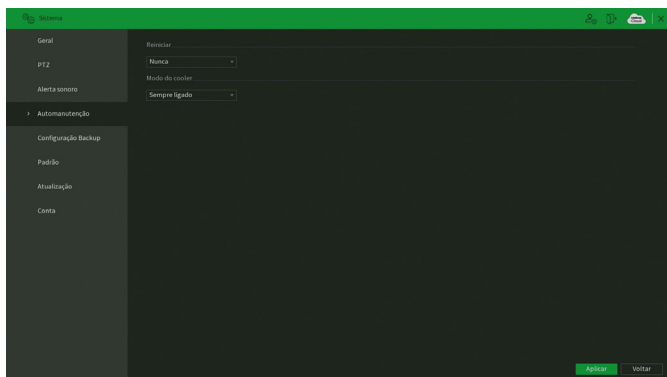 Sistema
Geral
PTZ
Alerta sonoro
Automanutenção
Configuração Backup
Padrão
Atualização
Conta
Reiniciar
Nunca
Modo do cooler
Sempre ligado
Aplicar
Voltar